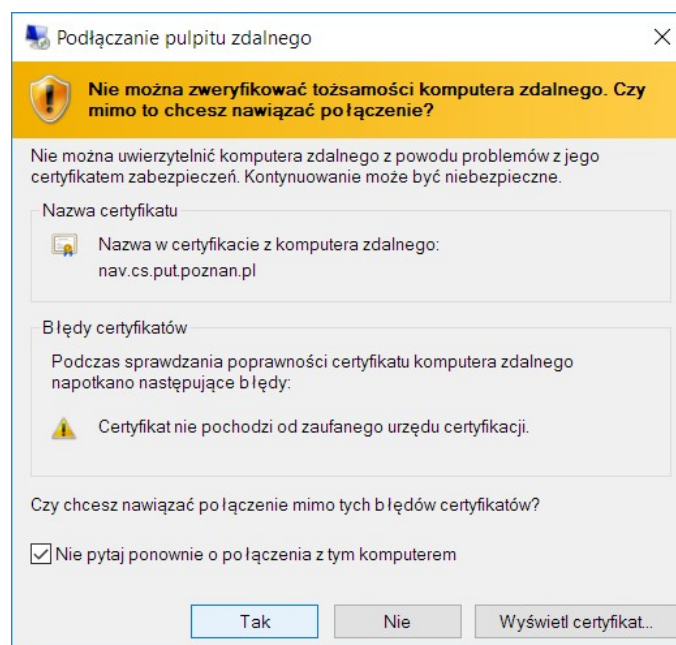 Podłączanie pulpitu zdalnego
Nie można zweryfikować tożsamości komputera zdalnego. Czy
mimo to chcesz nawiązać połączenie?
Nie można uwierzytelnić komputera zdalnego z powodu problemów z jego
certyfikatem zabezpieczeń. Kontynuowanie może być niebezpieczne.
Nazwa certyfikatu
Nazwa w certyfikacie z komputera zdalnego:
nav.cs.put.poznan.pl
Błędy certyfikatów
Podczas sprawdzania poprawności certyfikatu komputera zdalnego
napotkano następujące błędy:
Certyfikat nie pochodzi od zaufanego urzędu certyfikacji.
Czy chcesz nawiązać połączenie mimo tych błędów certyfikatów?
Nie pytaj ponownie o połączenia z tym komputerem
Tak Nie Wyświetl certyfikat...